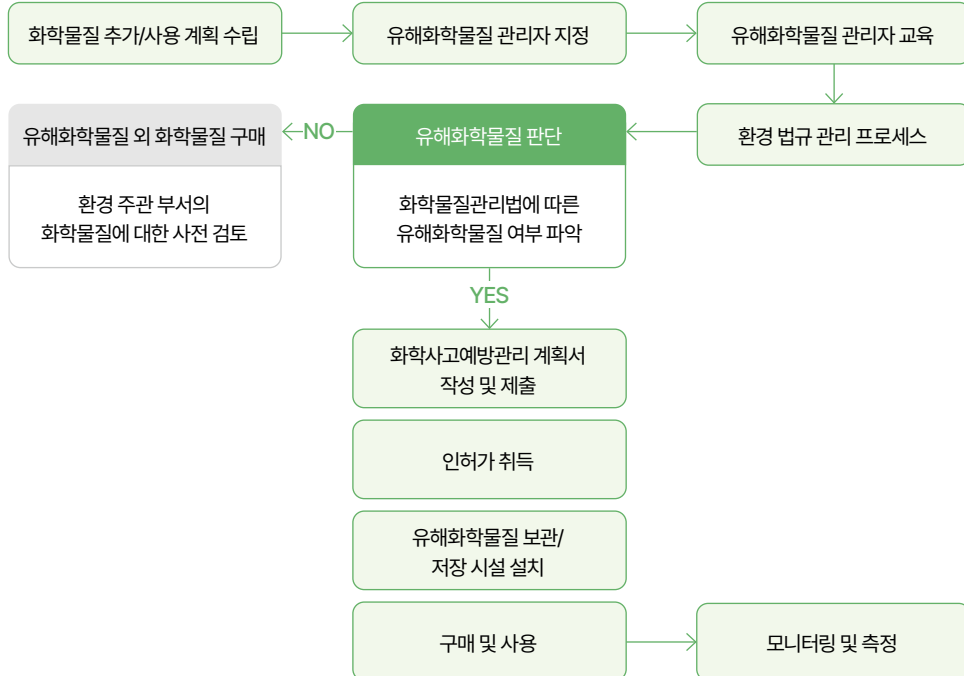 화학물질 추가/사용 계획 수립
유해화학물질 관리자 지정
유해화학물질 관리자 교육
환경 법규 관리 프로세스
유해화학물질 판단
화학물질관리법에 따른
유해화학물질 여부 파악
NO
유해화학물질 외 화학물질 구매
환경 주관 부서의
화학물질에 대한 사전 검토
YES
화학사고예방관리 계획서
작성 및 제출
인허가 취득
유해화학물질 보관/
저장 시설 설치
구매 및 사용
모니터링 및 측정